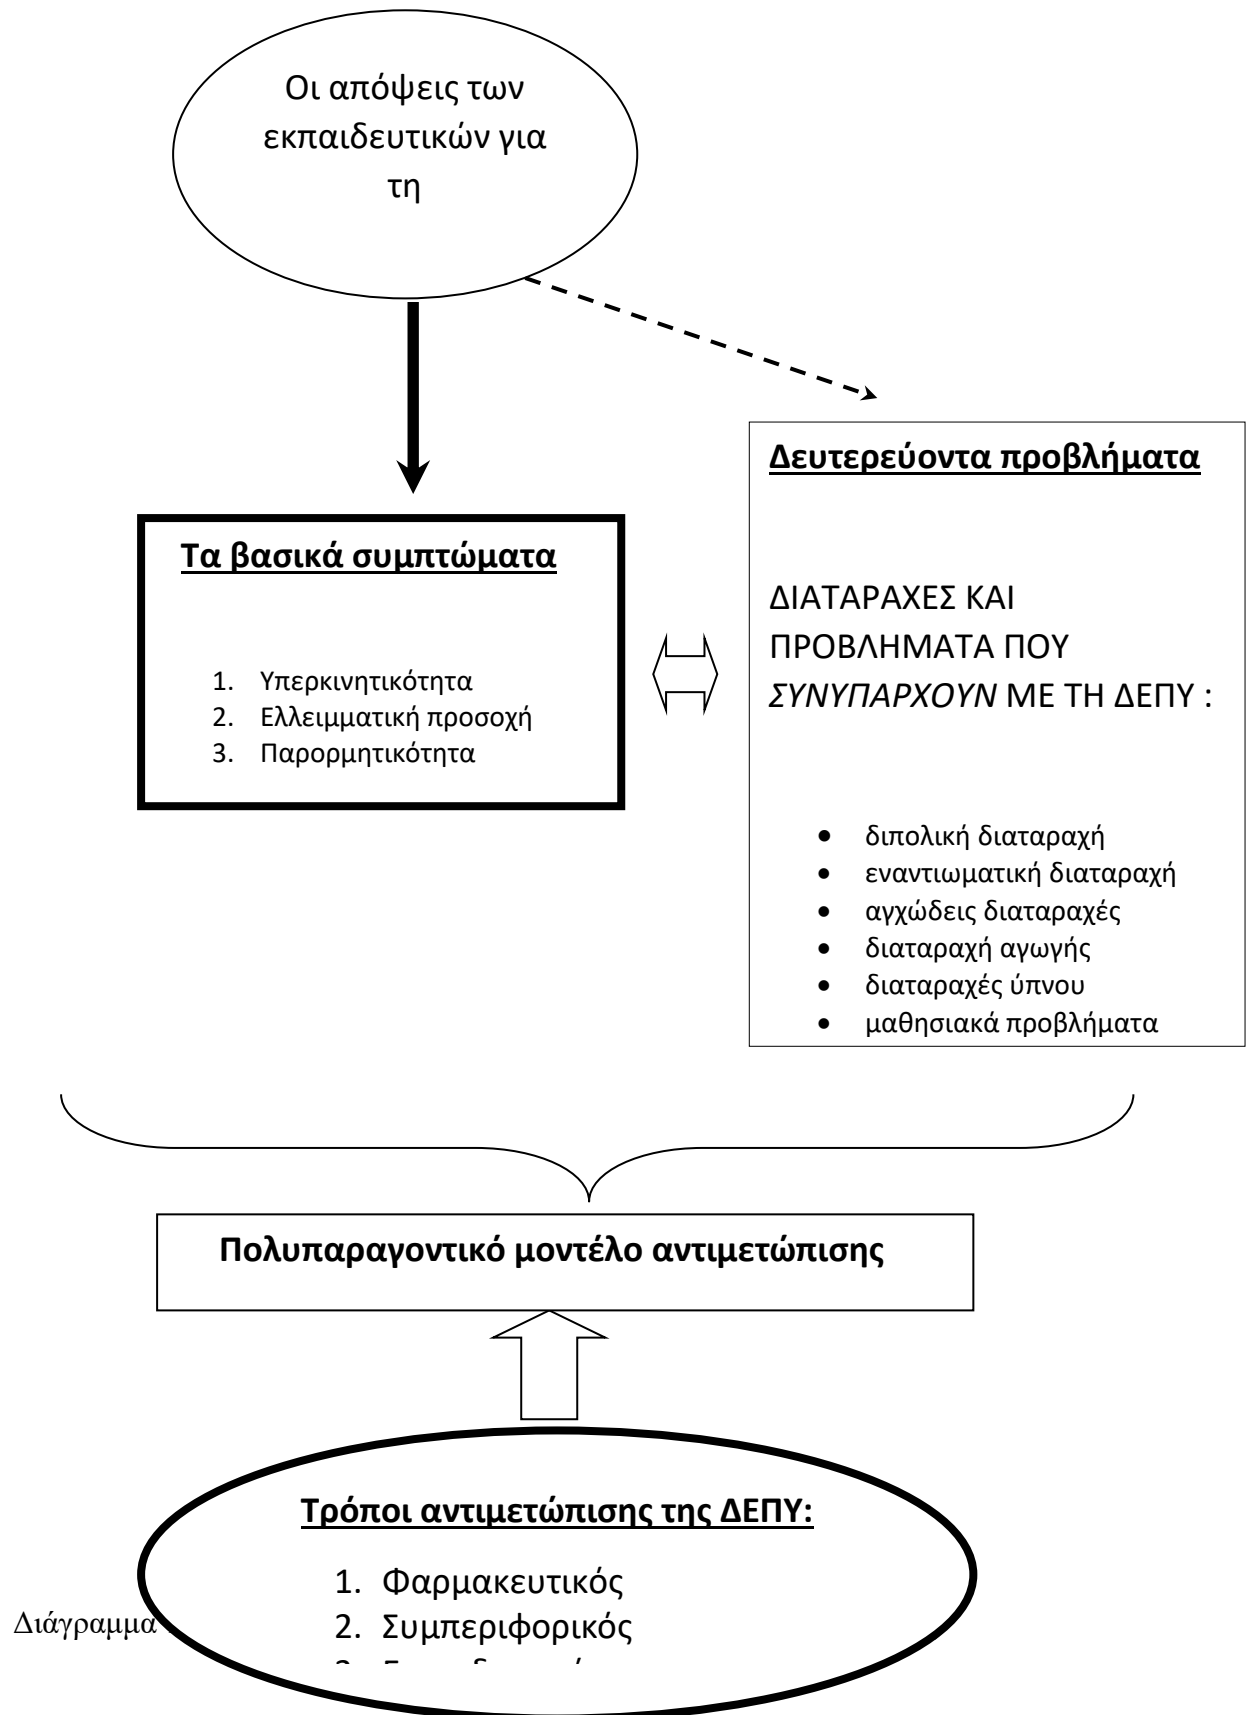 Οι απόψεις των
εκπαιδευτικών για
τη
Δευτερεύοντα προβλήματα
Τα βασικά συμπτώματα
ΔΙΑΤΑΡΑΧΕΣ ΚΑΙ
ΠΡΟΒΛΗΜΑΤΑ ΠΟΥ
ΣΥΝΥΠΑΡΧΟΥΝ ΜΕ ΤΗ ΔΕΠΥ :
1. Υπερκινητικότητα
2. Ελλειμματική προσοχή
3. Παρορμητικότητα
• διπολική διαταραχή
• εναντιωματική διαταραχή
• αγχώδεις διαταραχές
• διαταραχή αγωγής
• διαταραχές ύπνου
• μαθησιακά προβλήματα
Πολυπαραγοντικό μοντέλο αντιμετώπισης
Τρόποι αντιμετώπισης της ΔΕΠΥ:
1. Φαρμακευτικός
2. Συμπεριφορικός
Διάγραμμα